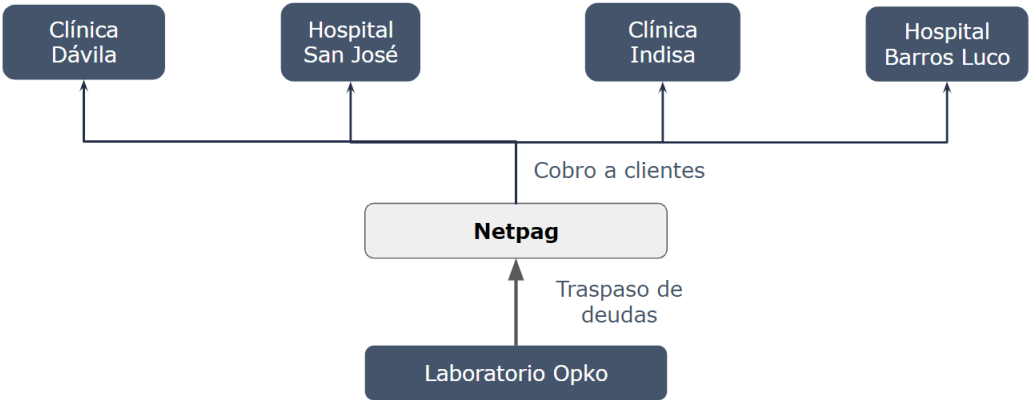 Clínica
Dávila
Hospital
San José
Clínica
Indisa
Hospital
Barros Luco
Cobro a clientes
Netpag
Traspaso de
deudas
Laboratorio Opko